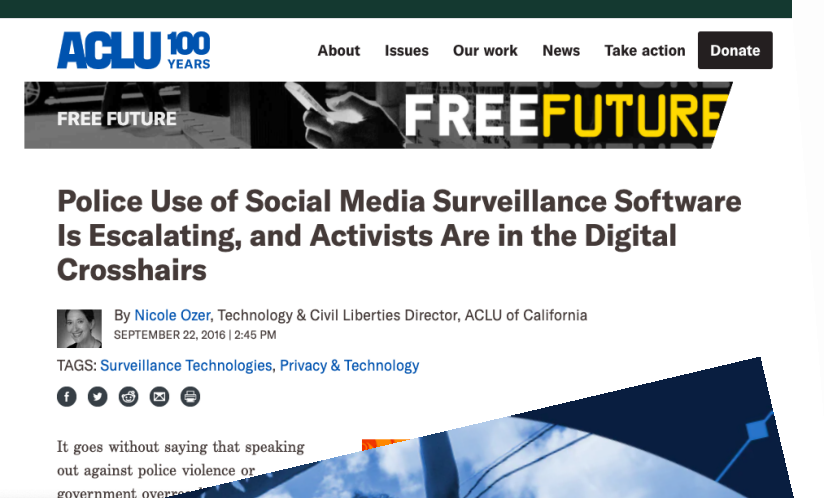 ACLU 100 YEARS
About Issues Our work News Take action Donate
FREE FUTURE
FREEFUTURE
Police Use of Social Media Surveillance Software
Is Escalating, and Activists Are in the Digital
Crosshairs
By Nicole Ozer, Technology & Civil Liberties Director, ACLU of California
SEPTEMBER 22, 2016 | 2:45 PM
TAGS: Surveillance Technologies, Privacy & Technology
It goes without saying that speaking
out against police violence or
government